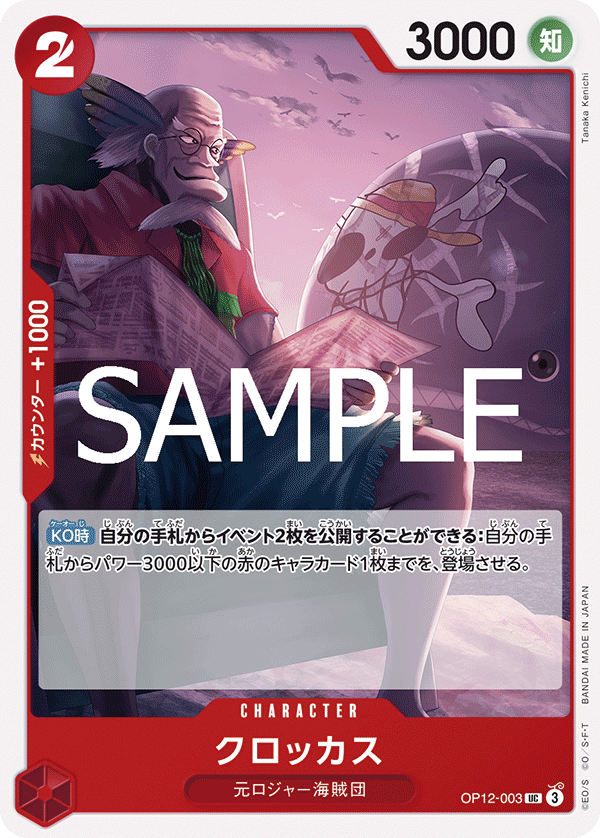 2
3000 知
Tanaka Kenichi
カウンター +1000
SAMPLE
KO時 自分の手札からイベント2枚を公開することができる:自分の手
札からパワー3000以下の赤のキャラカード1枚までを、登場させる。
CHARACTER
クロッカス
元ロジャー海賊団
OP12-003 UC 3
©E.O/S ©O/S・F・T BANDAI MADE IN JAPAN